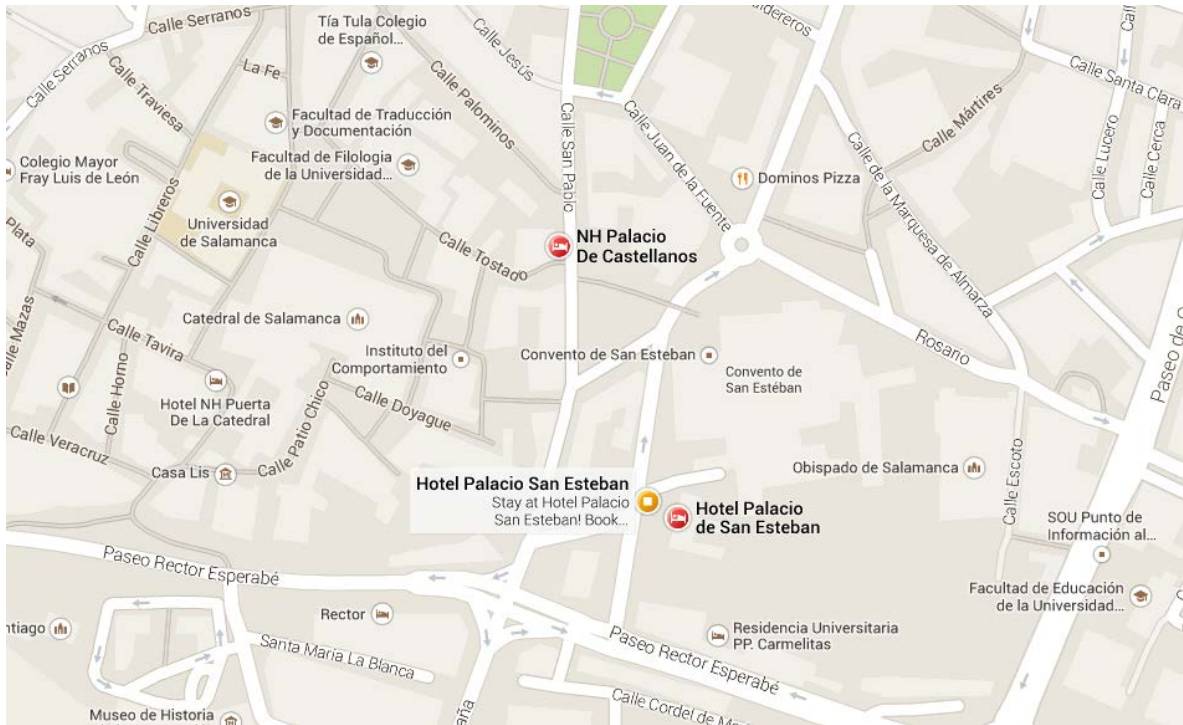 Calle Serranos
Tía Tula Colegio
de Español...
Calle Serranos
Calle Jesús
La Fe
Calle Traviesa
Calle Palominos
Calle Santa Clara
Calle Mártires
Calle Lucero
Calle Cerca
Facultad de Traducción
y Documentación
Facultad de Filologia
de la Universidad...
Colegio Mayor
Fray Luis de León
Calle San Pablo
Calle Juan de la Fuente
Dominos Pizza
Calle de la Marquesa de Almarza
Universidad
de Salamanca
Calle Libreros
Plata
Calle Tostado
NH Palacio
De Castellanos
Catedral de Salamanca
Calle Mazas
Calle Tavira
Instituto del
Comportamiento
Convento de San Esteban
Convento de
San Estéban
Rosario
Paseo de
Calle Horno
Hotel NH Puerta
De La Catedral
Calle Patio Chico
Calle Doyague
Calle Veracruz
Casa Lis
Hotel Palacio San Esteban
Stay at Hotel Palacio
San Esteban! Book...
Hotel Palacio
de San Esteban
Obispado de Salamanca
Calle Escoto
SOU Punto de
Información al...
Paseo Rector Esperabé
Facultad de Educación
de la Universidad...
Rector
Santa Maria La Blanca
Residencia Universitaria
PP. Carmelitas
Paseo Rector Esperabé
Calle Cordel de
Museo de Historia